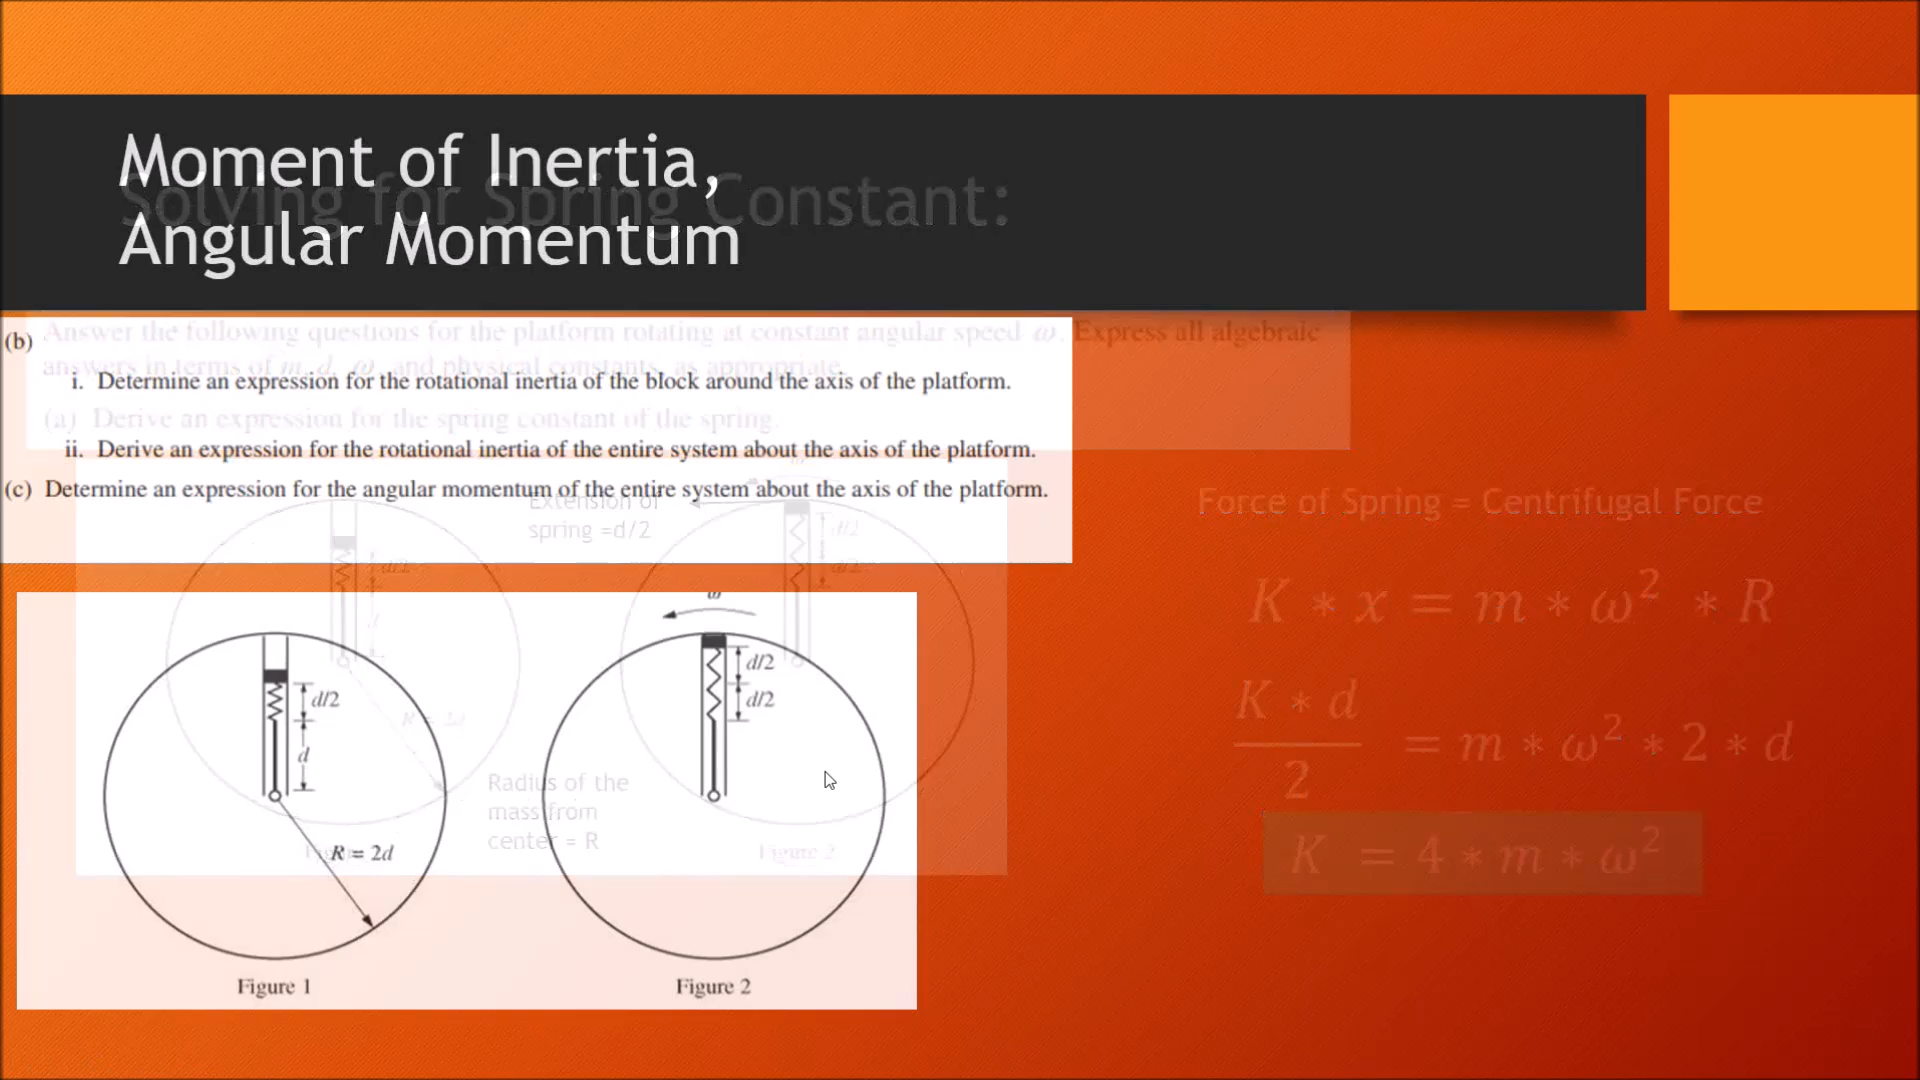 Moment of Inertia,
Angular Momentum
Solving for Spring Constant:
(b)
Answer the following questions for the platform rotating at constant angular speed ω. Express all algebraic
answers in terms of m, d, ω, and physical constants, as appropriate.
i. Determine an expression for the rotational inertia of the block around the axis of the platform.
(a) Derive an expression for the spring constant of the spring.
ii. Derive an expression for the rotational inertia of the entire system about the axis of the platform.
(c) Determine an expression for the angular momentum of the entire system about the axis of the platform.
Extension of
spring =d/2
d/2
d/2
d/2
R = 2d
Radius of the
mass from
center = R
Figure 2
Force of Spring = Centrifugal Force
K * x = m * ω² * R
K * d
2
= m * ω² * 2 * d
K = 4 * m * ω²
d/2
d
R = 2d
Figure 1
ω
d/2
d/2
Figure 2